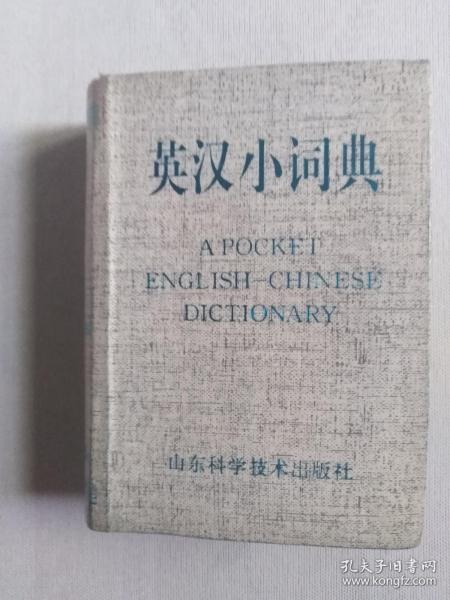 英汉小词典
A POCKET
ENGLISH-CHINESE
DICTIONARY
山东科学技术出版社
孔夫子旧书网
www.kongfz.com